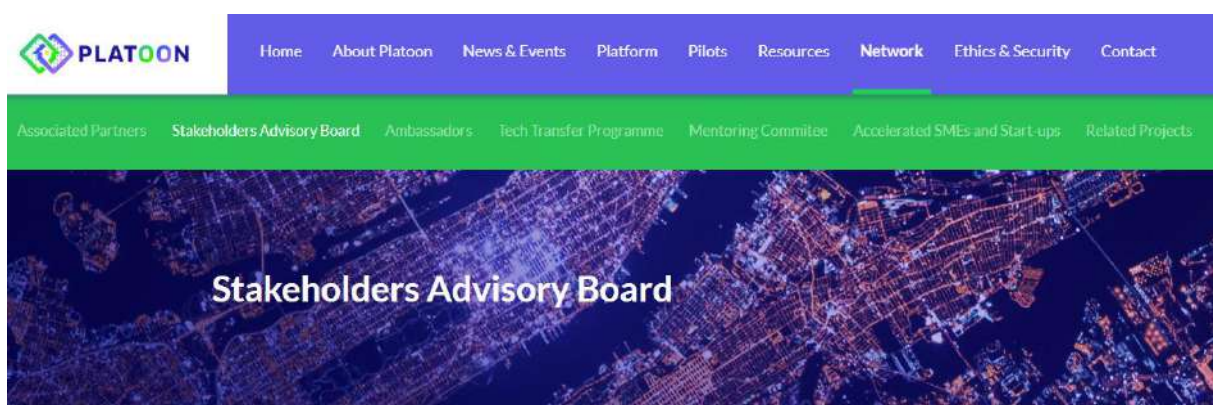 PLATOON Home About Platoon News & Events Platform Pilots Resources Network Ethics & Security Contact
Associated Partners Stakeholders Advisory Board Ambassadors Tech Transfer Programme Mentoring Commitee Accelerated SMEs and Start-ups Related Projects
Stakeholders Advisory Board